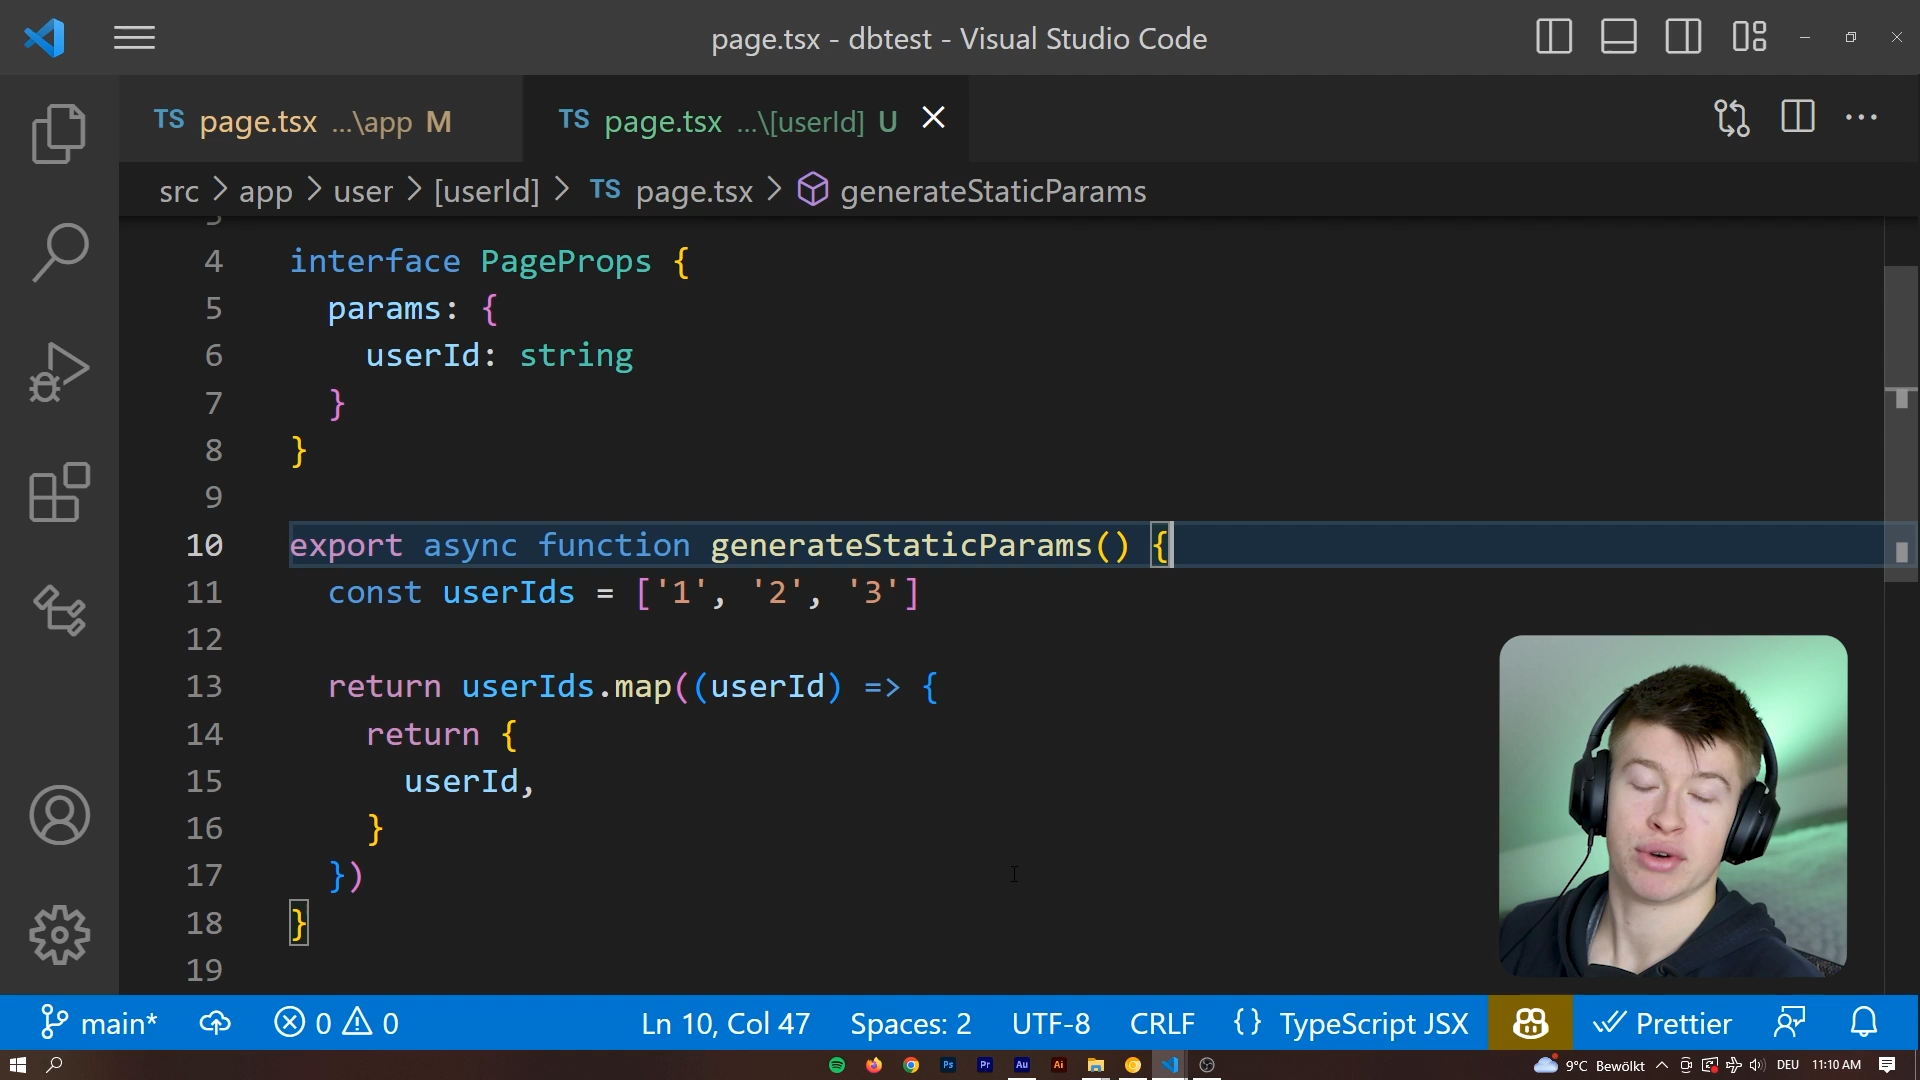 page.tsx - dbtest - Visual Studio Code
TS page.tsx ...\app M
TS page.tsx ...\[userId] U
src > app > user > [userId] > TS page.tsx > generateStaticParams
4 interface PageProps {
5 params: {
6 userId: string
7 }
8 }
9
10 export async function generateStaticParams() {
11 const userIds = ['1', '2', '3']
12
13 return userIds.map((userId) => {
14 return {
15 userId,
16 }
17 })
18 }
19
main* 0 0 Ln 10, Col 47 Spaces: 2 UTF-8 CRLF {} TypeScript JSX Prettier
Ps Pr Au Ai 9°C Bewölkt DEU 11:10 AM